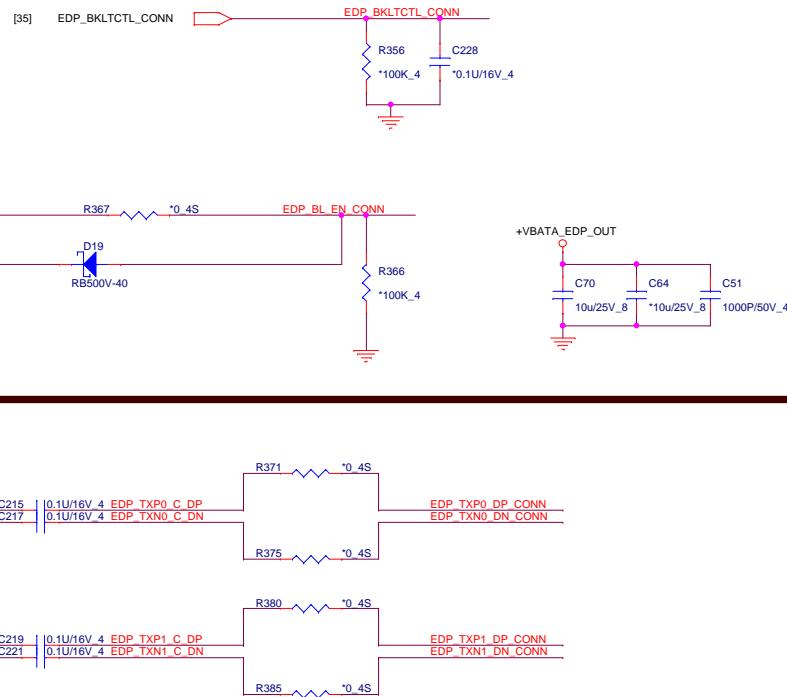 [35] EDP_BKLTCTL_CONN EDP_BKLTCTL_CONN
R356 C228
*100K_4 *0.1U/16V_4
R367 *0_4S EDP_BL_EN_CONN
+VBATA_EDP_OUT
D19
RB500V-40
R366
*100K_4
C70 C64 C51
10u/25V_8 *10u/25V_8 1000P/50V_4
R371 *0_4S
C215 0.1U/16V_4 EDP_TXP0_C_DP EDP_TXP0_DP_CONN
C217 0.1U/16V_4 EDP_TXN0_C_DN EDP_TXN0_DN_CONN
R375 *0_4S
R380 *0_4S
C219 0.1U/16V_4 EDP_TXP1_C_DP EDP_TXP1_DP_CONN
C221 0.1U/16V_4 EDP_TXN1_C_DN EDP_TXN1_DN_CONN
R385 *0_4S